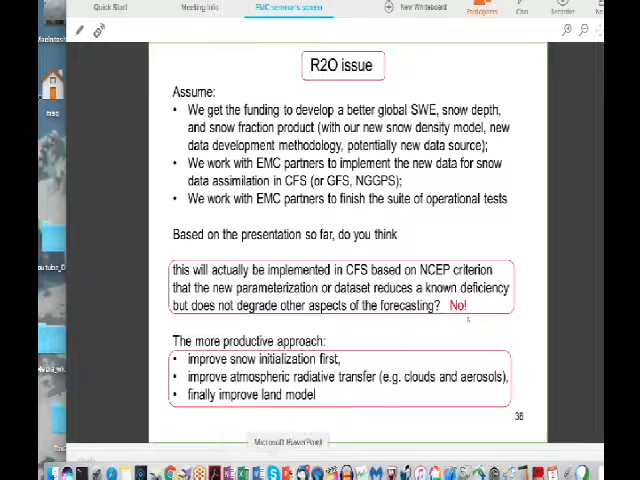 Quick Start
Meeting Info
EMC seminar's screen
New Whiteboard
Participants
Chat
Recorder
Macintosh
R2O issue
Assume:
• We get the funding to develop a better global SWE, snow depth,
and snow fraction product (with our new snow density model, new
data development methodology, potentially new data source);
• We work with EMC partners to implement the new data for snow
data assimilation in CFS (or GFS, NGGPS);
• We work with EMC partners to finish the suite of operational tests
Based on the presentation so far, do you think
this will actually be implemented in CFS based on NCEP criterion
that the new parameterization or dataset reduces a known deficiency
but does not degrade other aspects of the forecasting? No!
The more productive approach:
• improve snow initialization first,
• improve atmospheric radiative transfer (e.g. clouds and aerosols),
• finally improve land model
38
Microsoft PowerPoint